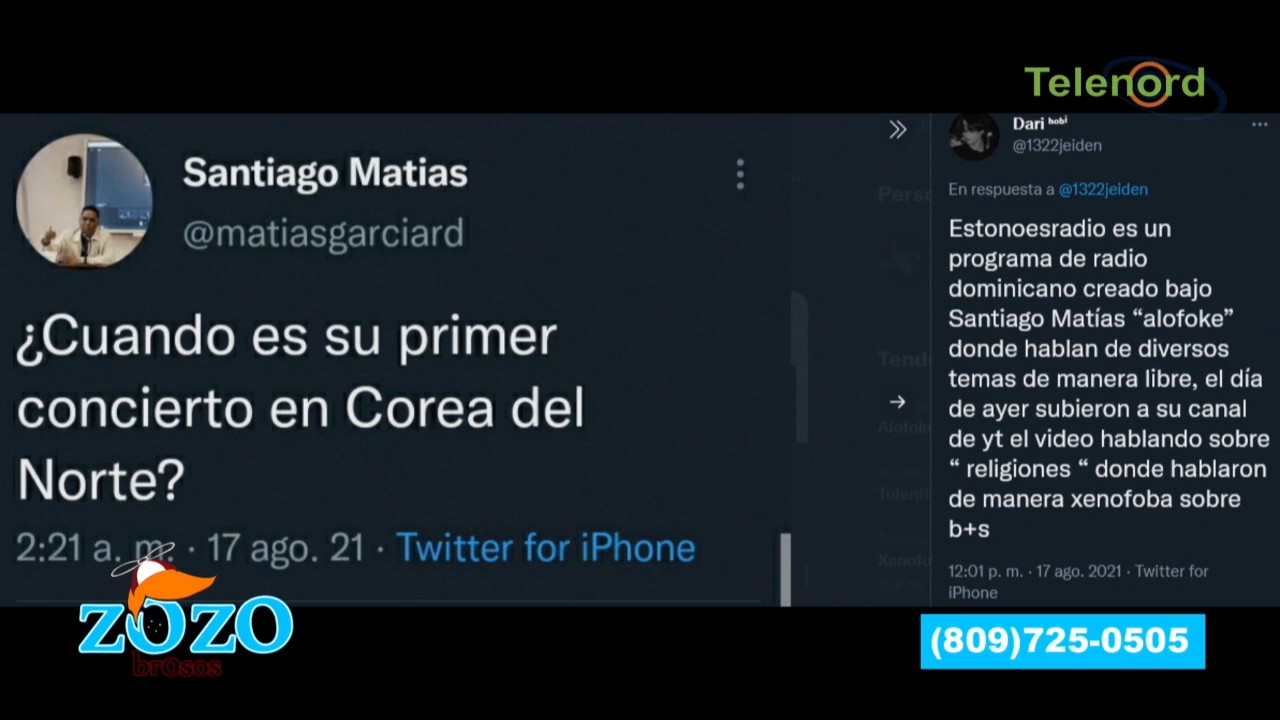 Telenord
Santiago Matias
@matiasgarciard
¿Cuando es su primer
concierto en Corea del
Norte?
2:21 a. m. · 17 ago. 21 · Twitter for iPhone
Dari hobi
@1322jeiden
En respuesta a @1322jeiden
Estonoesradio es un
programa de radio
dominicano creado bajo
Santiago Matías “alofoke”
donde hablan de diversos
temas de manera libre, el día
de ayer subieron a su canal
de yt el video hablando sobre
“ religiones “ donde hablaron
de manera xenofoba sobre
b+s
12:01 p. m. · 17 ago. 2021 · Twitter for
iPhone
zOzO
brOsos
(809)725-0505